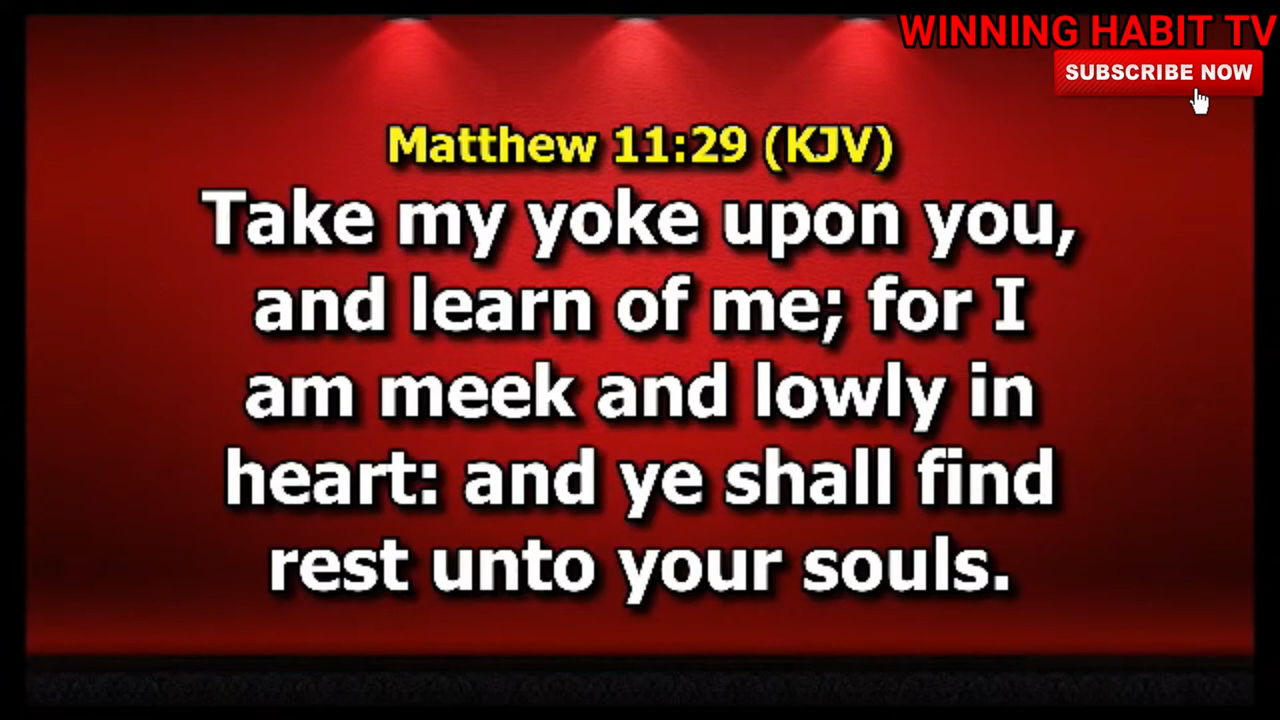 WINNING HABIT TV
SUBSCRIBE NOW
Matthew 11:29 (KJV)
Take my yoke upon you,
and learn of me; for I
am meek and lowly in
heart: and ye shall find
rest unto your souls.